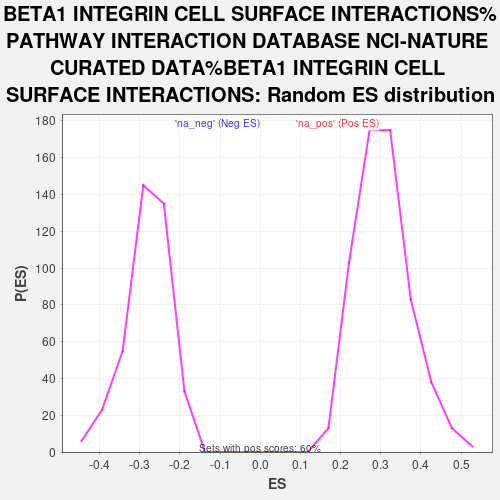 BETA1 INTEGRIN CELL SURFACE INTERACTIONS%
PATHWAY INTERACTION DATABASE NCI-NATURE
CURATED DATA%BETA1 INTEGRIN CELL
SURFACE INTERACTIONS: Random ES distribution
'na_neg' (Neg ES) 'na_pos' (Pos ES)
180
160
140
120
100
80
60
40
20
0
P(ES)
Sets with pos scores: 60%
-0.4 -0.3 -0.2 -0.1 0.0 0.1 0.2 0.3 0.4 0.5
ES